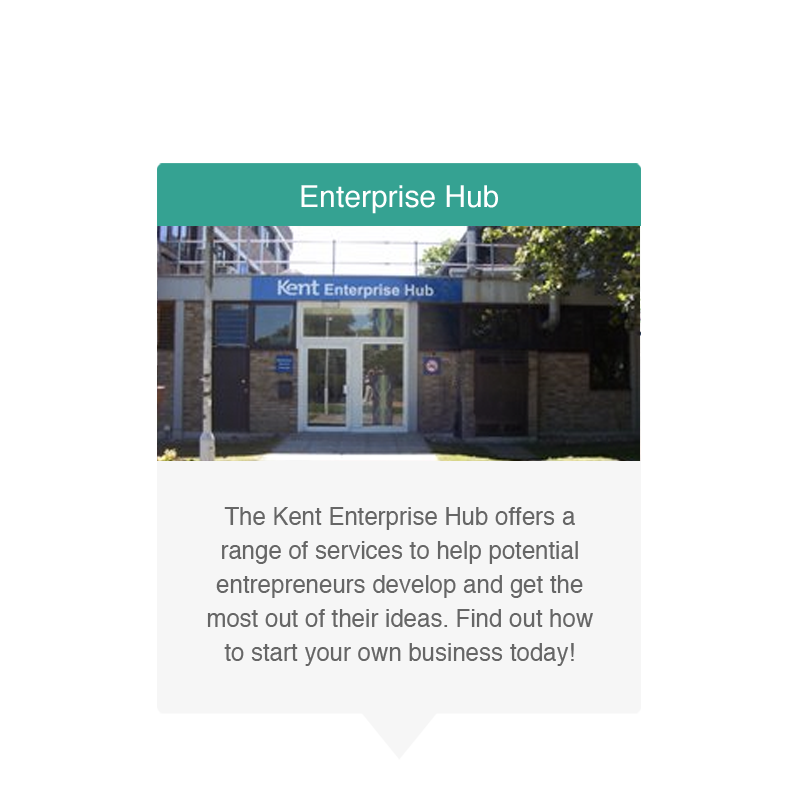 Enterprise Hub
Kent Enterprise Hub
The Kent Enterprise Hub offers a
range of services to help potential
entrepreneurs develop and get the
most out of their ideas. Find out how
to start your own business today!